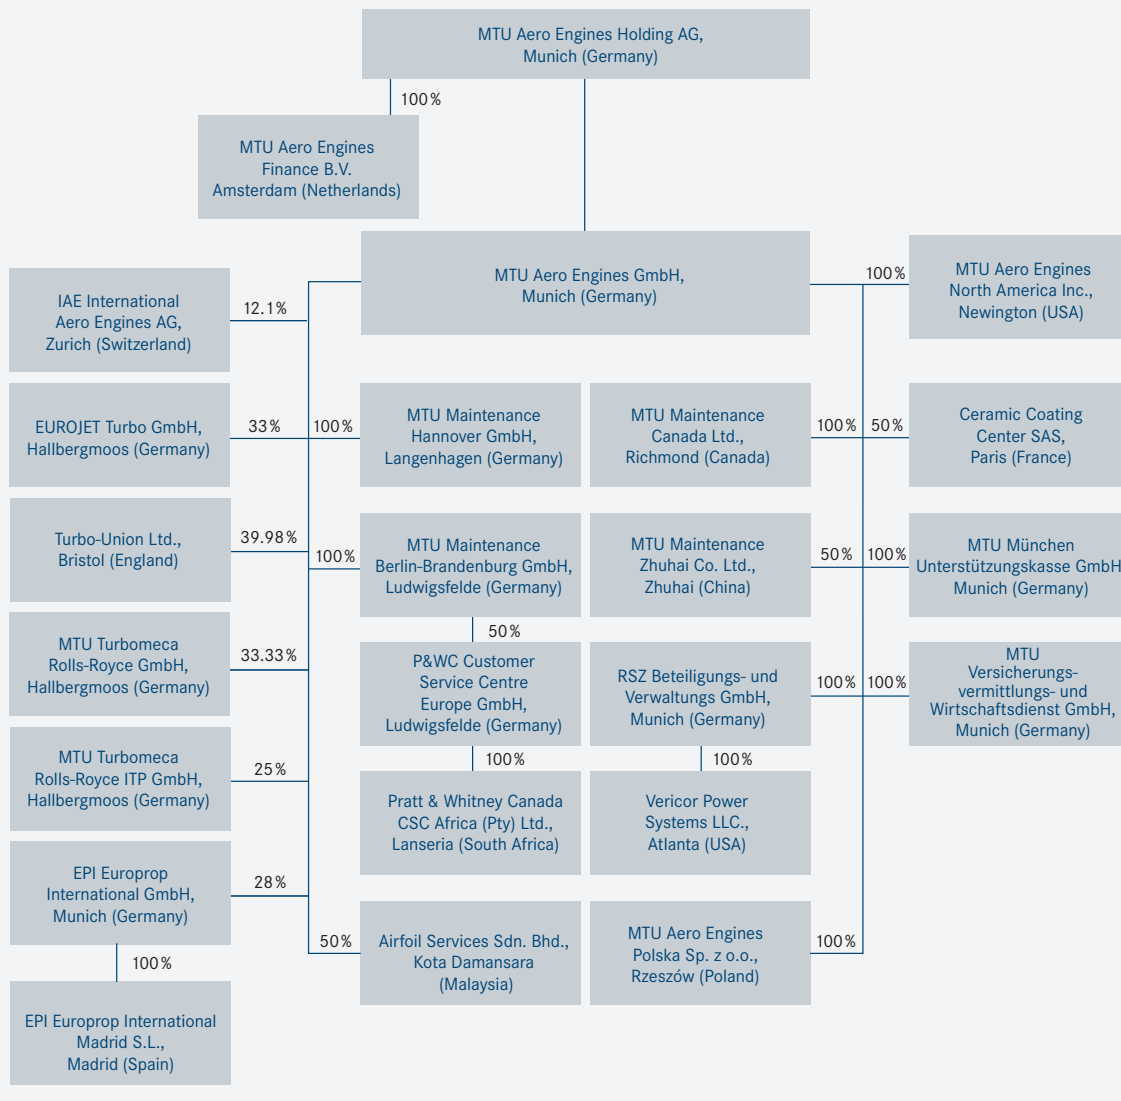 MTU Aero Engines Holding AG,
Munich (Germany)
100%
MTU Aero Engines
Finance B.V.
Amsterdam (Netherlands)
MTU Aero Engines GmbH,
Munich (Germany)
100%
MTU Aero Engines
North America Inc.,
Newington (USA)
IAE International
Aero Engines AG,
Zurich (Switzerland)
12.1%
EUROJET Turbo GmbH,
Hallbergmoos (Germany)
33%
100%
MTU Maintenance
Hannover GmbH,
Langenhagen (Germany)
MTU Maintenance
Canada Ltd.,
Richmond (Canada)
100%
50%
Ceramic Coating
Center SAS,
Paris (France)
Turbo-Union Ltd.,
Bristol (England)
39.98%
100%
MTU Maintenance
Berlin-Brandenburg GmbH,
Ludwigsfelde (Germany)
MTU Maintenance
Zhuhai Co. Ltd.,
Zhuhai (China)
50%
100%
MTU München
Unterstützungskasse GmbH
Munich (Germany)
50%
MTU Turbomeca
Rolls-Royce GmbH,
Hallbergmoos (Germany)
33.33%
P&WC Customer
Service Centre
Europe GmbH,
Ludwigsfelde (Germany)
RSZ Beteiligungs- und
Verwaltungs GmbH,
Munich (Germany)
100%
100%
MTU
Versicherungs-
vermittlungs- und
Wirtschaftsdienst GmbH,
Munich (Germany)
100%
100%
MTU Turbomeca
Rolls-Royce ITP GmbH,
Hallbergmoos (Germany)
25%
Pratt & Whitney Canada
CSC Africa (Pty) Ltd.,
Lanseria (South Africa)
Vericor Power
Systems LLC.,
Atlanta (USA)
EPI Europrop
International GmbH,
Munich (Germany)
28%
50%
Airfoil Services Sdn. Bhd.,
Kota Damansara
(Malaysia)
MTU Aero Engines
Polska Sp. z o.o.,
Rzeszów (Poland)
100%
100%
EPI Europrop International
Madrid S.L.,
Madrid (Spain)